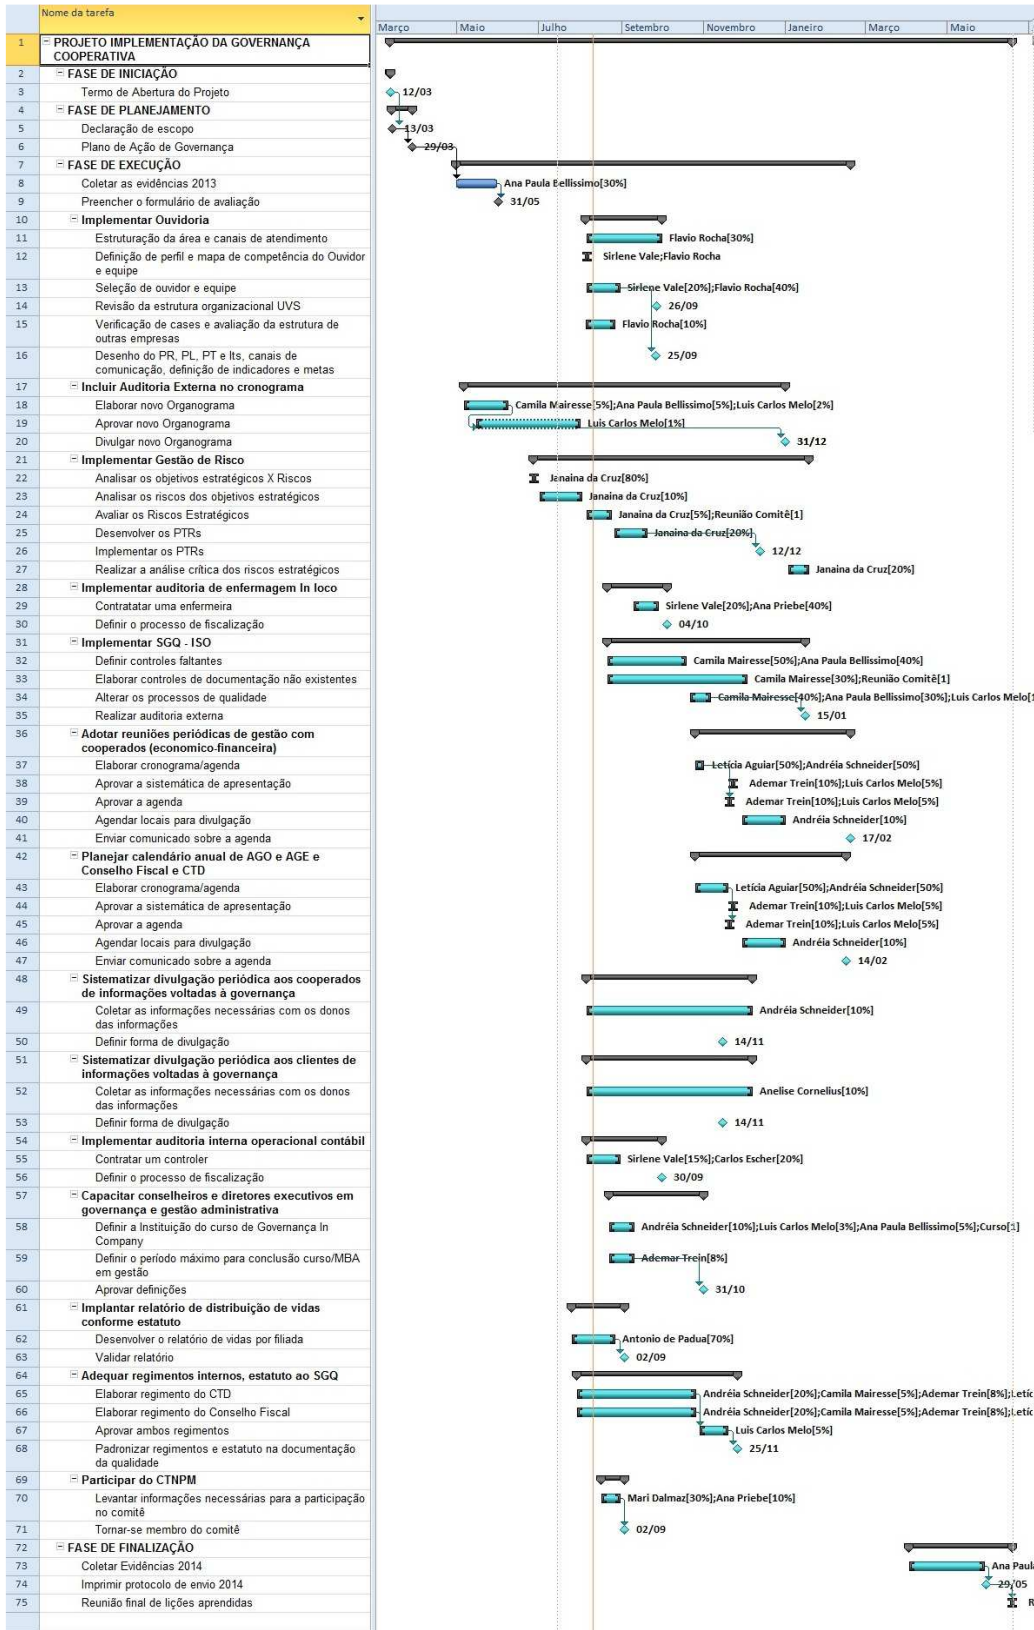 Nome da tarefa
Março Maio Julho Setembro Novembro Janeiro Março Maio
1 PROJETO IMPLEMENTAÇÃO DA GOVERNANÇA
COOPERATIVA
2 FASE DE INICIAÇÃO
3 Termo de Abertura do Projeto 12/03
4 FASE DE PLANEJAMENTO
5 Declaração de escopo 13/03
6 Plano de Ação de Governança 29/03
7 FASE DE EXECUÇÃO
8 Coletar as evidências 2013 Ana Paula Bellissimo[30%]
9 Preencher o formulário de avaliação 31/05
10 Implementar Ouvidoria
11 Estruturação da área e canais de atendimento Flavio Rocha[30%]
12 Definição de perfil e mapa de competência do Ouvidor Sirlene Vale;Flavio Rocha
e equipe
13 Seleção de ouvidor e equipe Sirlene Vale[20%];Flavio Rocha[40%]
14 Revisão da estrutura organizacional UVS 26/09
15 Verificação de cases e avaliação da estrutura de Flavio Rocha[10%]
outras empresas
16 Desenho do PR, PL, PT e Its, canais de 25/09
comunicação, definição de indicadores e metas
17 Incluir Auditoria Externa no cronograma
18 Elaborar novo Organograma Camila Mairesse[5%];Ana Paula Bellissimo[5%];Luis Carlos Melo[2%]
19 Aprovar novo Organograma Luis Carlos Melo[1%]
20 Divulgar novo Organograma 31/12
21 Implementar Gestão de Risco
22 Analisar os objetivos estratégicos X Riscos Janaina da Cruz[80%]
23 Analisar os riscos dos objetivos estratégicos Janaina da Cruz[10%]
24 Avaliar os Riscos Estratégicos Janaina da Cruz[5%];Reunião Comitê[1]
25 Desenvolver os PTRs Janaina da Cruz[20%]
26 Implementar os PTRs 12/12
27 Realizar a análise crítica dos riscos estratégicos Janaina da Cruz[20%]
28 Implementar auditoria de enfermagem In loco
29 Contratatar uma enfermeira Sirlene Vale[20%];Ana Priebe[40%]
30 Definir o processo de fiscalização 04/10
31 Implementar SGQ - ISO
32 Definir controles faltantes Camila Mairesse[50%];Ana Paula Bellissimo[40%]
33 Elaborar controles de documentação não existentes Camila Mairesse[30%];Reunião Comitê[1]
34 Alterar os processos de qualidade Camila Mairesse[40%];Ana Paula Bellissimo[30%];Luis Carlos Melo[1
35 Realizar auditoria externa 15/01
36 Adotar reuniões periódicas de gestão com
cooperados (economico-financeira)
37 Elaborar cronograma/agenda Letícia Aguiar[50%];Andréia Schneider[50%]
38 Aprovar a sistemática de apresentação Ademar Trein[10%];Luis Carlos Melo[5%]
39 Aprovar a agenda Ademar Trein[10%];Luis Carlos Melo[5%]
40 Agendar locais para divulgação Andréia Schneider[10%]
41 Enviar comunicado sobre a agenda 17/02
42 Planejar calendário anual de AGO e AGE e
Conselho Fiscal e CTD
43 Elaborar cronograma/agenda Letícia Aguiar[50%];Andréia Schneider[50%]
44 Aprovar a sistemática de apresentação Ademar Trein[10%];Luis Carlos Melo[5%]
45 Aprovar a agenda Ademar Trein[10%];Luis Carlos Melo[5%]
46 Agendar locais para divulgação Andréia Schneider[10%]
47 Enviar comunicado sobre a agenda 14/02
48 Sistematizar divulgação periódica aos cooperados
de informações voltadas à governança
49 Coletar as informações necessárias com os donos Andréia Schneider[10%]
das informações
50 Definir forma de divulgação 14/11
51 Sistematizar divulgação periódica aos clientes de
informações voltadas à governança
52 Coletar as informações necessárias com os donos Anelise Cornelius[10%]
das informações
53 Definir forma de divulgação 14/11
54 Implementar auditoria interna operacional contábil
55 Contratar um controler Sirlene Vale[15%];Carlos Escher[20%]
56 Definir o processo de fiscalização 30/09
57 Capacitar conselheiros e diretores executivos em
governança e gestão administrativa
58 Definir a Instituição do curso de Governança In Andréia Schneider[10%];Luis Carlos Melo[3%];Ana Paula Bellissimo[5%];Curso[1]
Company
59 Definir o período máximo para conclusão curso/MBA Ademar Trein[8%]
em gestão
60 Aprovar definições 31/10
61 Implantar relatório de distribuição de vidas
conforme estatuto
62 Desenvolver o relatório de vidas por filiada Antonio de Padua[70%]
63 Validar relatório 02/09
64 Adequar regimentos internos, estatuto ao SGQ
65 Elaborar regimento do CTD Andréia Schneider[20%];Camila Mairesse[5%];Ademar Trein[8%];Letíc
66 Elaborar regimento do Conselho Fiscal Andréia Schneider[20%];Camila Mairesse[5%];Ademar Trein[8%];Letíc
67 Aprovar ambos regimentos Luis Carlos Melo[5%]
68 Padronizar regimentos e estatuto na documentação 25/11
da qualidade
69 Participar do CTNPM
70 Levantar informações necessárias para a participação Mari Dalmaz[30%];Ana Priebe[10%]
no comitê
71 Tornar-se membro do comitê 02/09
72 FASE DE FINALIZAÇÃO
73 Coletar Evidências 2014 Ana Paula
74 Imprimir protocolo de envio 2014 29/05
75 Reunião final de lições aprendidas R